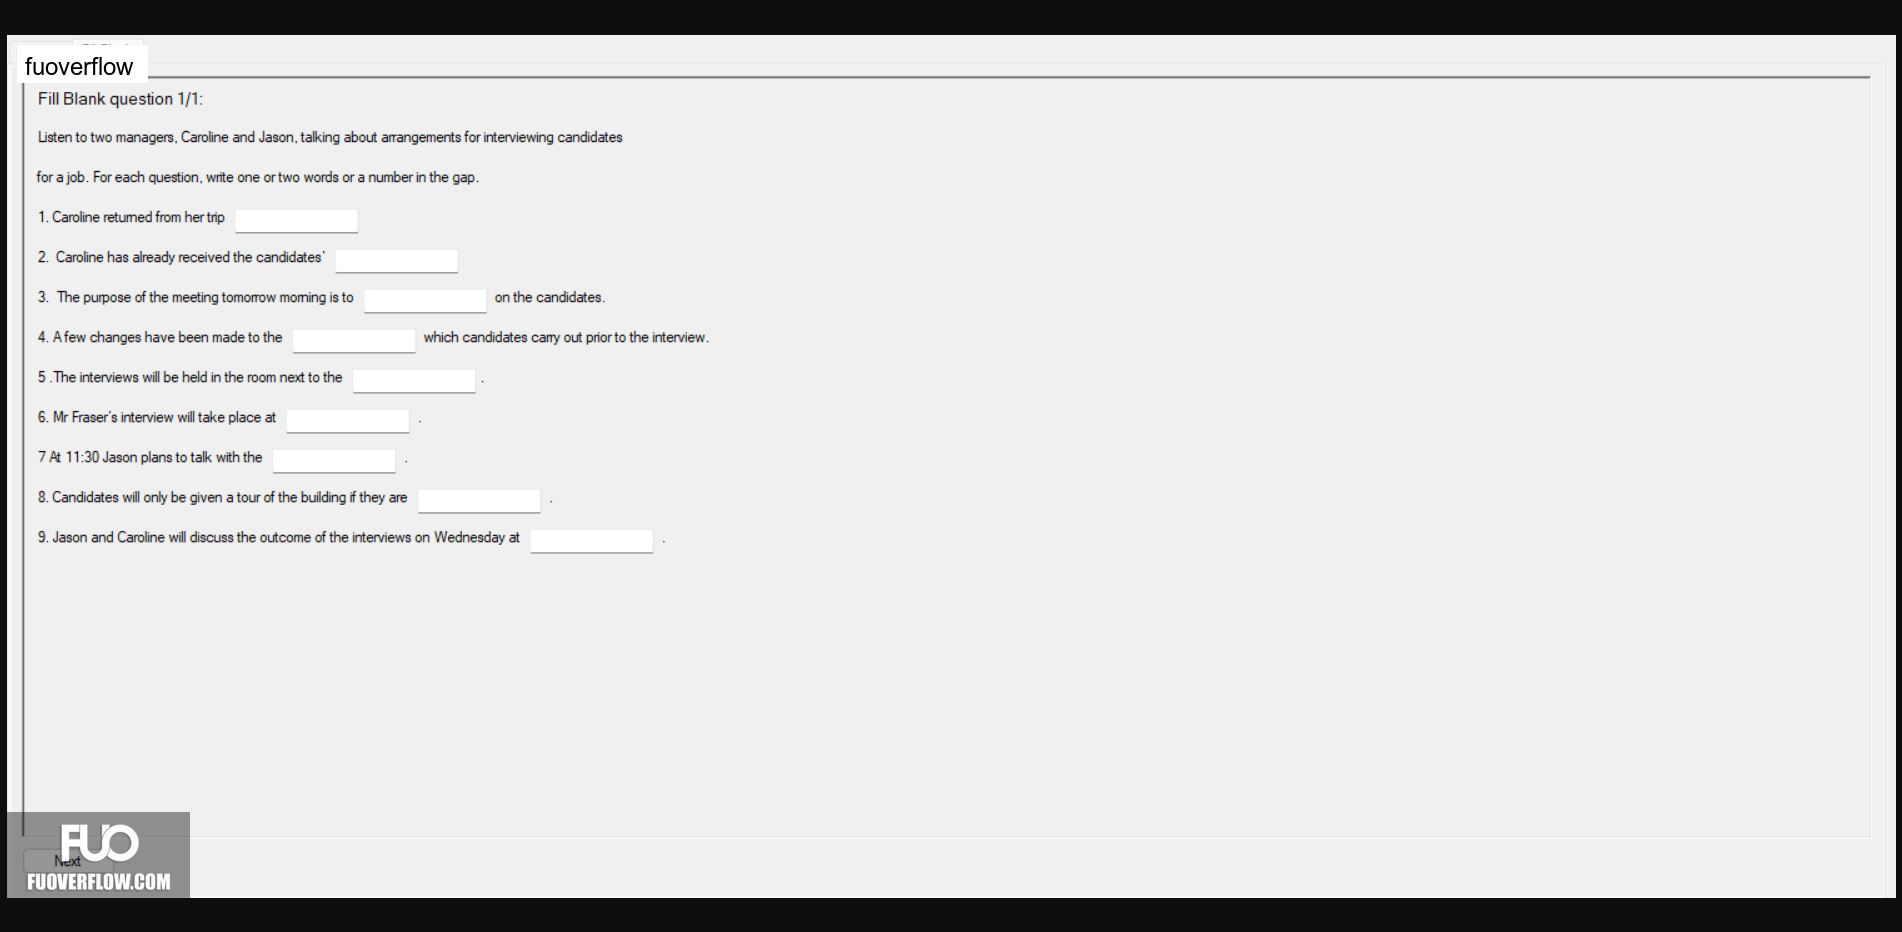 fuoverflow
Fill Blank question 1/1:
Listen to two managers, Caroline and Jason, talking about arrangements for interviewing candidates
for a job. For each question, write one or two words or a number in the gap.
1. Caroline returned from her trip
2. Caroline has already received the candidates'
3. The purpose of the meeting tomorrow morning is to on the candidates.
4. A few changes have been made to the which candidates carry out prior to the interview.
5 .The interviews will be held in the room next to the .
6. Mr Fraser's interview will take place at .
7 At 11:30 Jason plans to talk with the .
8. Candidates will only be given a tour of the building if they are .
9. Jason and Caroline will discuss the outcome of the interviews on Wednesday at .
FUO
Next
FUOVERFLOW.COM